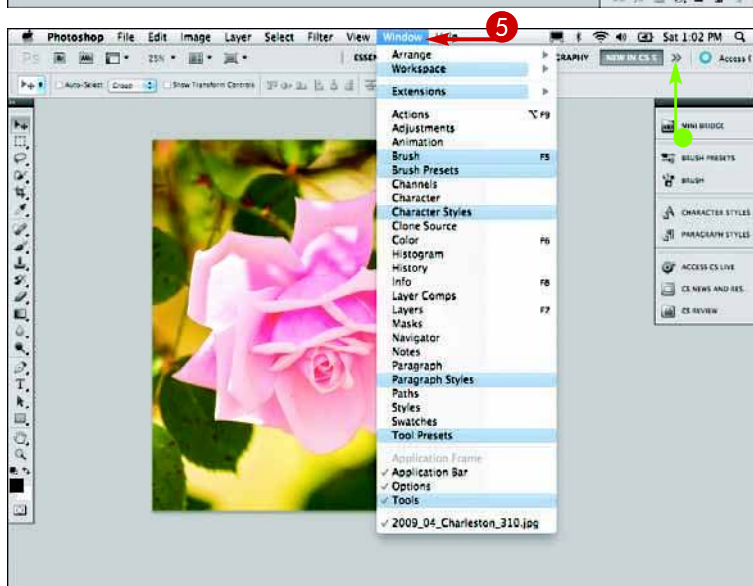 Photoshop File Edit Image Layer Select Filter View Window Sat 1:02 PM
5
25%
NEW IN CS 5
Auto-Select Group Show Transform Controls
Arrange
Workspace
Extensions
Actions ⌥F9
Adjustments
Animation
Brush F5
Brush Presets
Channels
Character
Character Styles
Clone Source
Color F6
Histogram
History
Info F8
Layer Comps
Layers F7
Masks
Navigator
Notes
Paragraph
Paragraph Styles
Paths
Styles
Swatches
Tool Presets
Application Frame
✓ Application Bar
✓ Options
✓ Tools
✓ 2009_04_Charleston_310.jpg
MINI BRIDGE
BRUSH PRESETS
BRUSH
CHARACTER STYLES
PARAGRAPH STYLES
ACCESS CS LIVE
CS NEWS AND RES...
CS REVIEW